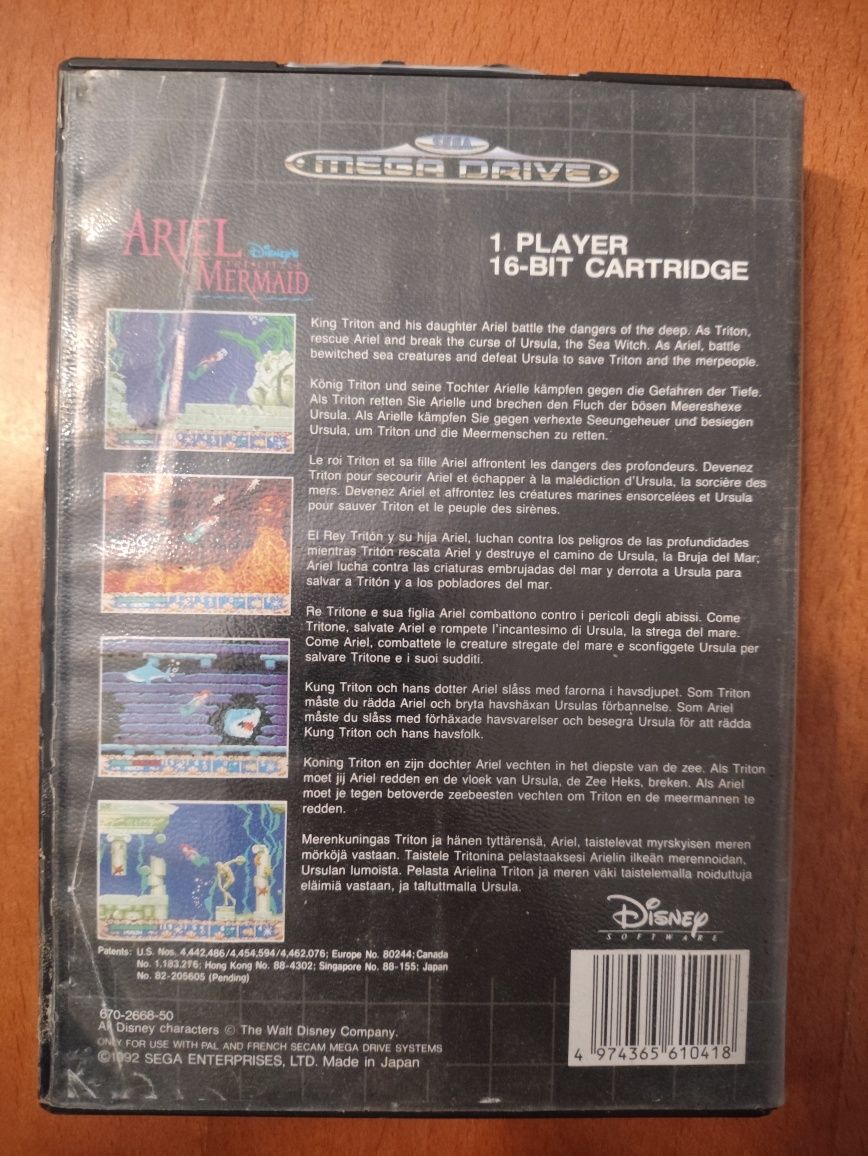 SEGA
MEGA DRIVE
ARIEL
Disney's
MERMAID
1 PLAYER
16-BIT CARTRIDGE
King Triton and his daughter Ariel battle the dangers of the deep. As Triton,
rescue Ariel and break the curse of Ursula, the Sea Witch. As Ariel, battle
bewitched sea creatures and defeat Ursula to save Triton and the merpeople.
König Triton und seine Tochter Arielle kämpfen gegen die Gefahren der Tiefe.
Als Triton retten Sie Arielle und brechen den Fluch der bösen Meereshexe
Ursula. Als Arielle kämpfen Sie gegen verhexte Seeungeheuer und besiegen
Ursula, um Triton und die Meermenschen zu retten.
Le roi Triton et sa fille Ariel affrontent les dangers des profondeurs. Devenez
Triton pour secourir Ariel et échapper à la malédiction d'Ursula, la sorcière des
mers. Devenez Ariel et affrontez les créatures marines ensorcelées et Ursula
pour sauver Triton et le peuple des sirènes.
El Rey Tritón y su hija Ariel, luchan contra los peligros de las profundidades
mientras Tritón rescata Ariel y destruye el camino de Ursula, la Bruja del Mar;
Ariel lucha contra las criaturas embrujadas del mar y derrota a Ursula para
salvar a Tritón y a los pobladores del mar.
Re Tritone e sua figlia Ariel combattono contro i pericoli degli abissi. Come
Tritone, salvate Ariel e rompete l'incantesimo di Ursula, la strega del mare.
Come Ariel, combattete le creature stregate del mare e sconfiggete Ursula per
salvare Tritone e i suoi sudditi.
Kung Triton och hans dotter Ariel slåss med farorna i havsdjupet. Som Triton
måste du rädda Ariel och bryta havshäxan Ursulas förbannelse. Som Ariel
måste du slåss med förhäxade havsvarelser och besegra Ursula för att rädda
Kung Triton och hans havsfolk.
Koning Triton en zijn dochter Ariel vechten in het diepste van de zee. Als Triton
moet jij Ariel redden en de vloek van Ursula, de Zee Heks, breken. Als Ariel
moet je tegen betoverde zeebeesten vechten om Triton en de meermannen te
redden.
Merenkuningas Triton ja hänen tyttärensä, Ariel, taistelevat myrskyisen meren
mörköjä vastaan. Taistele Tritonina pelastaaksesi Arielin ilkeän merennoidan,
Ursulan lumoista. Pelasta Arielina Triton ja meren väki taistelemalla noiduttuja
eläimiä vastaan, ja taltuttmalla Ursula.
Disney
SOFTWARE
Patents: U.S. Nos. 4,442,486/4,454,594/4,462,076; Europe No. 80244; Canada
No. 1,183,276; Hong Kong No. 88-4302; Singapore No. 88-155; Japan
No. 82-205605 (Pending)
670-2668-50
All Disney characters © The Walt Disney Company.
ONLY FOR USE WITH PAL AND FRENCH SECAM MEGA DRIVE SYSTEMS
©1992 SEGA ENTERPRISES, LTD. Made in Japan
4 974365 610418